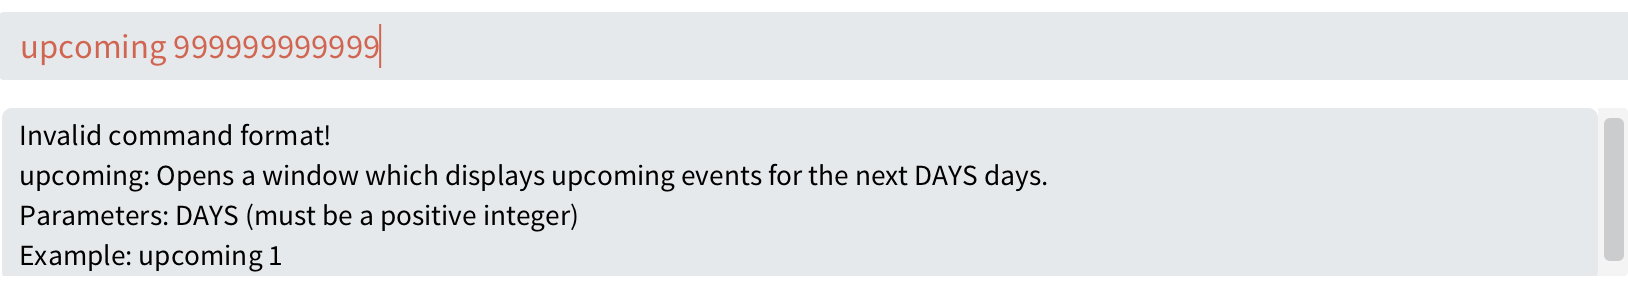 upcoming 999999999999
Invalid command format!
upcoming: Opens a window which displays upcoming events for the next DAYS days.
Parameters: DAYS (must be a positive integer)
Example: upcoming 1